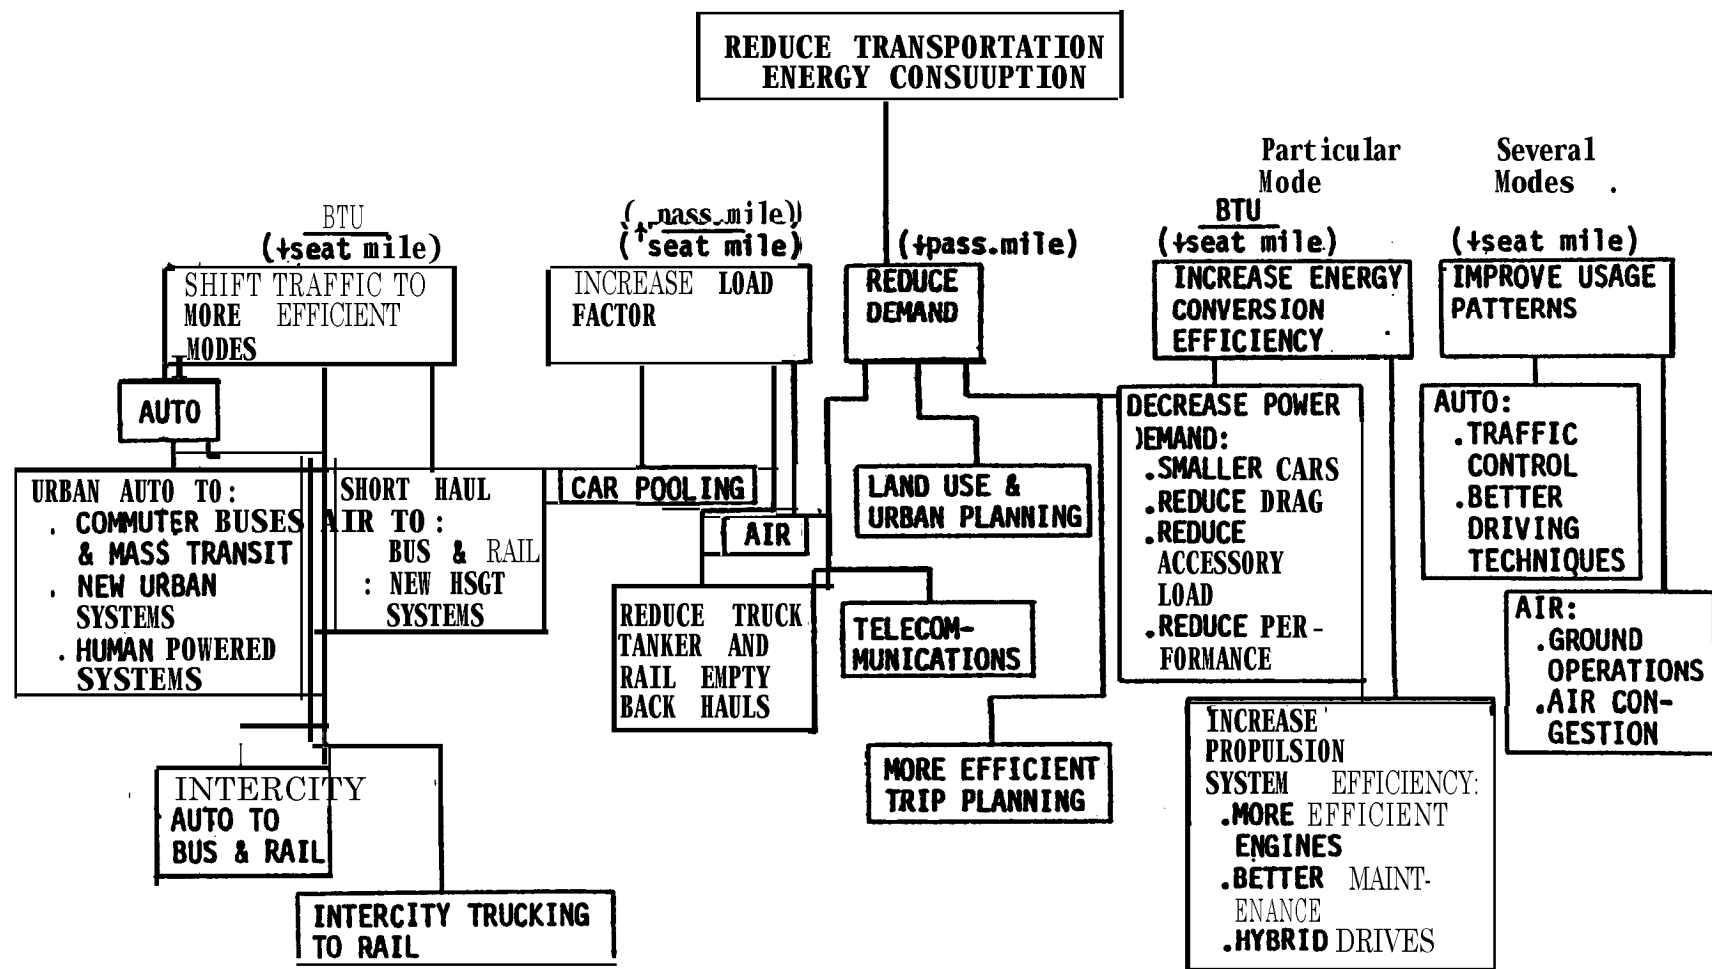 REDUCE TRANSPORTATION
ENERGY CONSUUPTION
Particular
Mode
Several
Modes .
BTU
(↓seat mile)
SHIFT TRAFFIC TO
MORE EFFICIENT
MODES
( ↑pass.mile)
( seat mile)
INCREASE LOAD
FACTOR
(↓pass.mile)
REDUCE
DEMAND
BTU
(↓seat mile)
INCREASE ENERGY
CONVERSION
EFFICIENCY
(↓seat mile)
IMPROVE USAGE
PATTERNS
AUTO
URBAN AUTO TO:
. COMMUTER BUSES
& MASS TRANSIT
. NEW URBAN
SYSTEMS
. HUMAN POWERED
SYSTEMS
SHORT HAUL
AIR TO:
BUS & RAIL
: NEW HSGT
SYSTEMS
INTERCITY
AUTO TO
BUS & RAIL
INTERCITY TRUCKING
TO RAIL
CAR POOLING
AIR
REDUCE TRUCK
TANKER AND
RAIL EMPTY
BACK HAULS
LAND USE &
URBAN PLANNING
TELECOM-
MUNICATIONS
MORE EFFICIENT
TRIP PLANNING
DECREASE POWER
DEMAND:
.SMALLER CARS
.REDUCE DRAG
.REDUCE
ACCESSORY
LOAD
.REDUCE PER-
FORMANCE
INCREASE
PROPULSION
SYSTEM EFFICIENCY:
.MORE EFFICIENT
ENGINES
.BETTER MAINT-
ENANCE
.HYBRID DRIVES
AUTO:
.TRAFFIC
CONTROL
.BETTER
DRIVING
TECHNIQUES
AIR:
.GROUND
OPERATIONS
.AIR CON-
GESTION